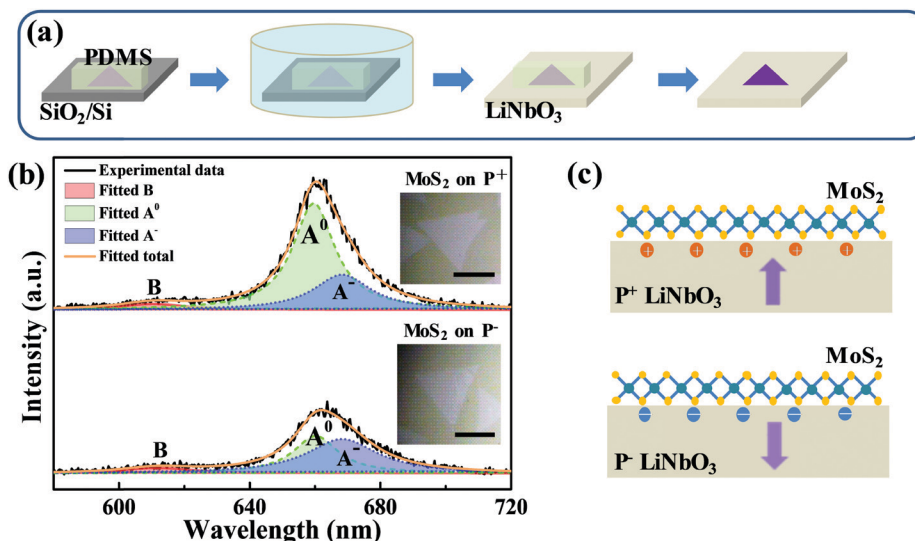 (a)
PDMS
SiO₂/Si
LiNbO₃
(b)
Experimental data
Fitted B
Fitted A⁰
Fitted A⁻
Fitted total
MoS₂ on P⁺
A⁰
B
A⁻
MoS₂ on P⁻
A⁰
B
A⁻
Intensity (a.u.)
600 640 680 720
Wavelength (nm)
(c)
MoS₂
+ + + + +
P⁺ LiNbO₃
MoS₂
− − − − −
P⁻ LiNbO₃